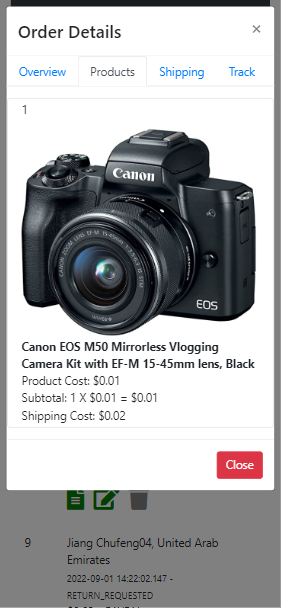 Order Details ×
Overview Products Shipping Track
1
Canon
EOS
Canon EOS M50 Mirrorless Vlogging
Camera Kit with EF-M 15-45mm lens, Black
Product Cost: $0.01
Subtotal: 1 X $0.01 = $0.01
Shipping Cost: $0.02
Close
9 Jiang Chufeng04, United Arab
Emirates
2022-09-01 14:22:02.147 -
RETURN_REQUESTED